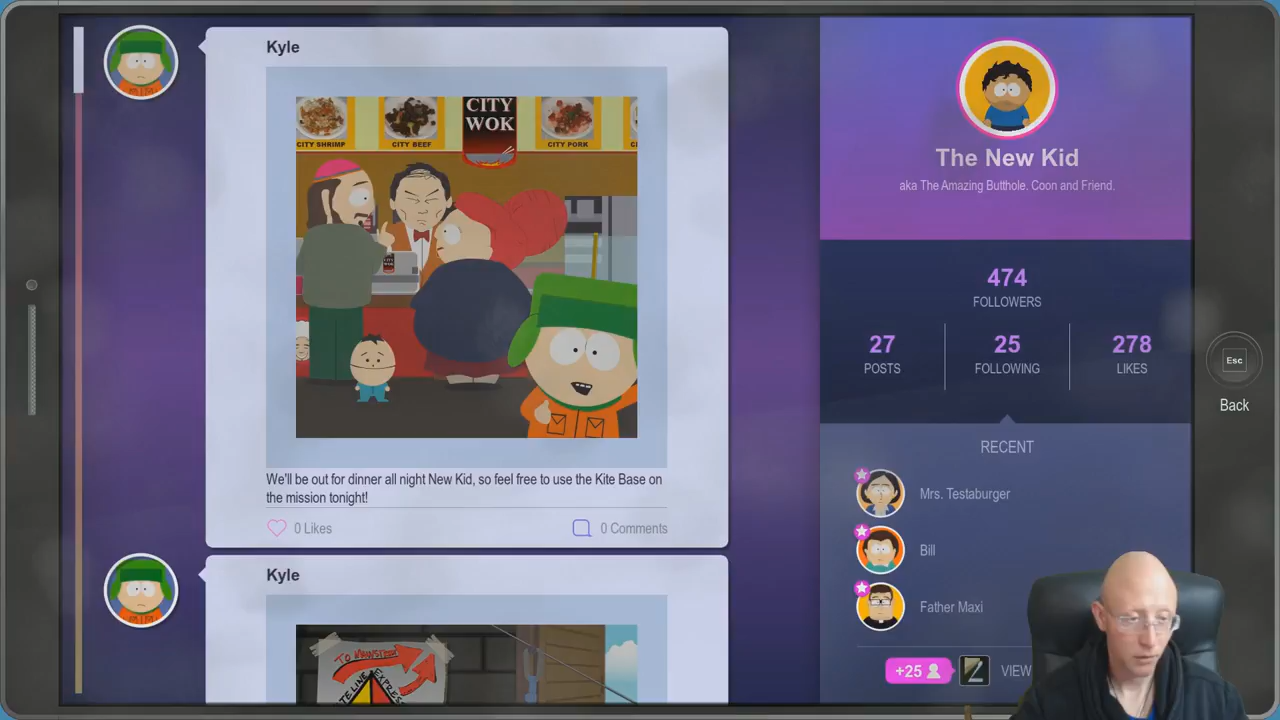 Kyle
CITY
WOK
CITY SHRIMP
CITY BEEF
CITY PORK
We'll be out for dinner all night New Kid, so feel free to use the Kite Base on
the mission tonight!
0 Likes
0 Comments
Kyle
TO MANSI
The New Kid
aka The Amazing Butthole. Coon and Friend.
474
FOLLOWERS
27
POSTS
25
FOLLOWING
278
LIKES
RECENT
Mrs. Testaburger
Bill
Father Maxi
+25
Z
VIEW
Esc
Back